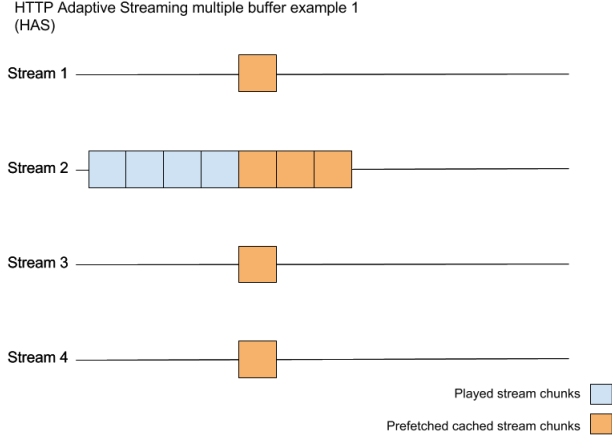 HTTP Adaptive Streaming multiple buffer example 1
(HAS)
Stream 1
Stream 2
Stream 3
Stream 4
Played stream chunks
Prefetched cached stream chunks